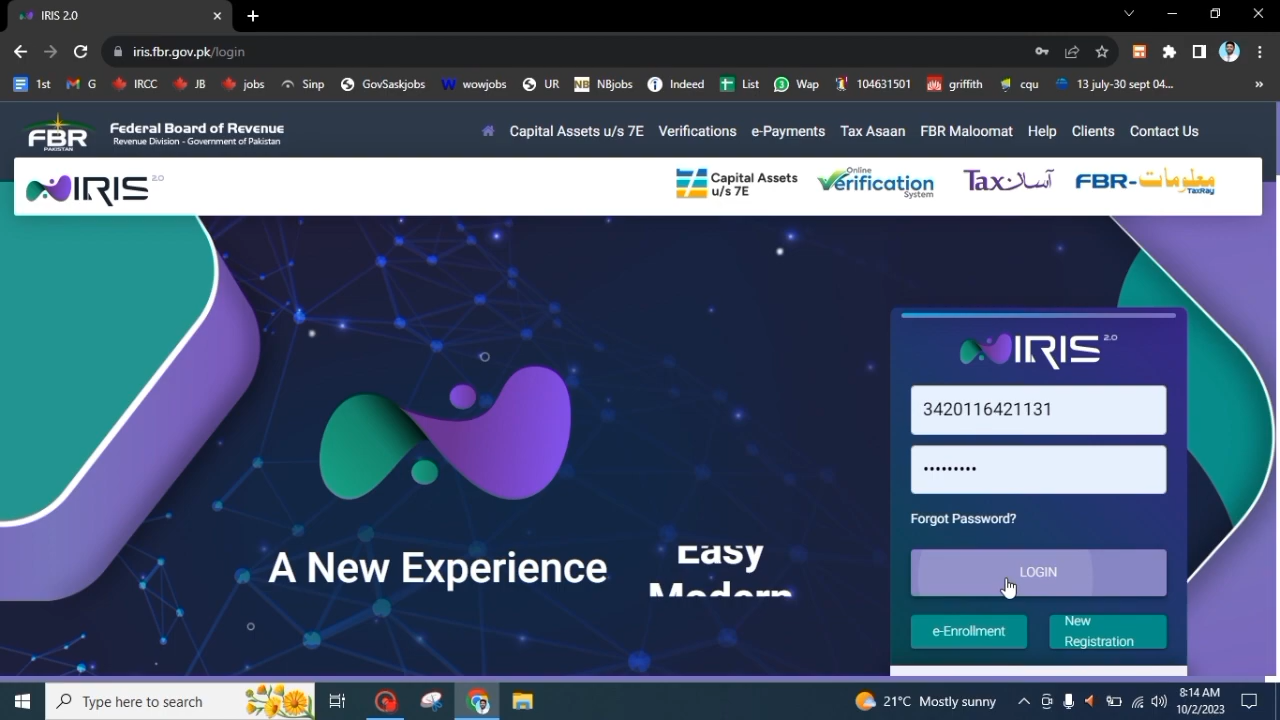 IRIS 2.0
iris.fbr.gov.pk/login
1st
G
IRCC
JB
jobs
Sinp
GovSaskjobs
wowjobs
UR
NB
NBjobs
Indeed
List
Wap
104631501
griffith
cqu
13 july-30 sept 04...
»
FBR
PAKISTAN
Federal Board of Revenue
Revenue Division - Government of Pakistan
Capital Assets u/s 7E
Verifications
e-Payments
Tax Asaan
FBR Maloomat
Help
Clients
Contact Us
IRIS 2.0
Capital Assets
u/s 7E
Online
Verification
System
Tax آسان
FBR-معلومات
TaxRay
IRIS 2.0
3420116421131
•••••••••
Forgot Password?
LOGIN
e-Enrollment
New
Registration
A New Experience
Easy
Modern
Type here to search
21°C Mostly sunny
8:14 AM
10/2/2023